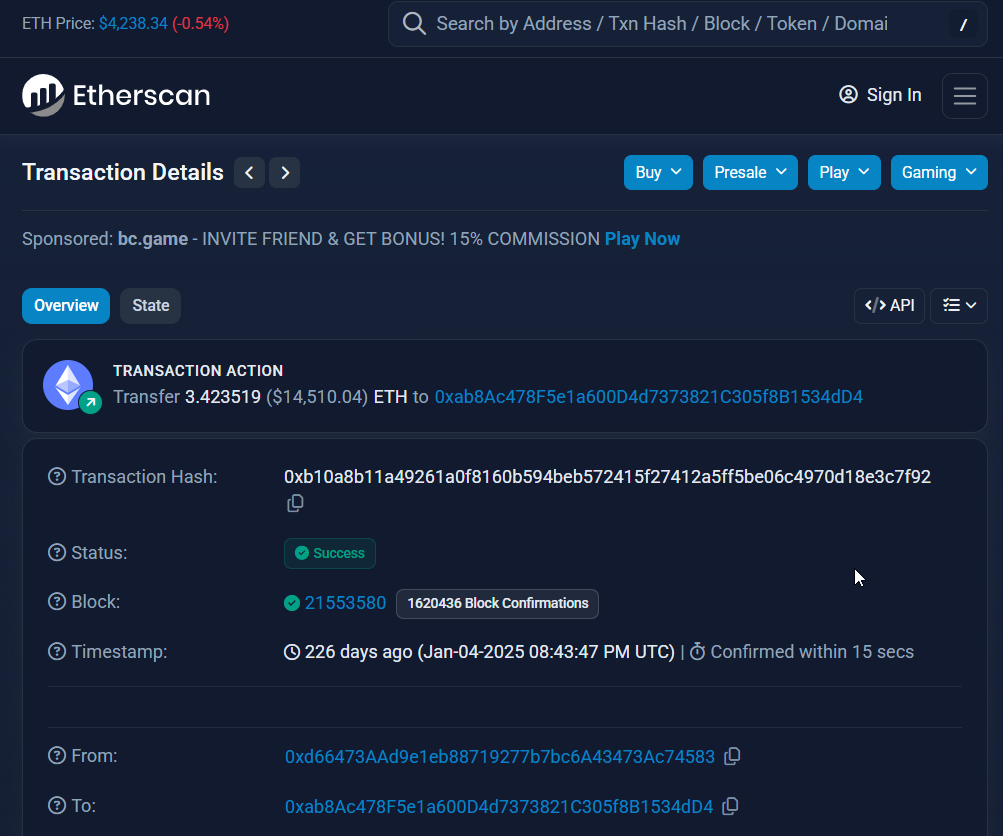 ETH Price: $4,238.34 (-0.54%)
Search by Address / Txn Hash / Block / Token / Domai
/
Etherscan
Sign In
Transaction Details
Buy
Presale
Play
Gaming
Sponsored: bc.game - INVITE FRIEND & GET BONUS! 15% COMMISSION Play Now
Overview
State
</> API
TRANSACTION ACTION
Transfer 3.423519 ($14,510.04) ETH to 0xab8Ac478F5e1a600D4d7373821C305f8B1534dD4
Transaction Hash: 0xb10a8b11a49261a0f8160b594beb572415f27412a5ff5be06c4970d18e3c7f92
Status: Success
Block: 21553580 1620436 Block Confirmations
Timestamp: 226 days ago (Jan-04-2025 08:43:47 PM UTC) | Confirmed within 15 secs
From: 0xd66473AAd9e1eb88719277b7bc6A43473Ac74583
To: 0xab8Ac478F5e1a600D4d7373821C305f8B1534dD4